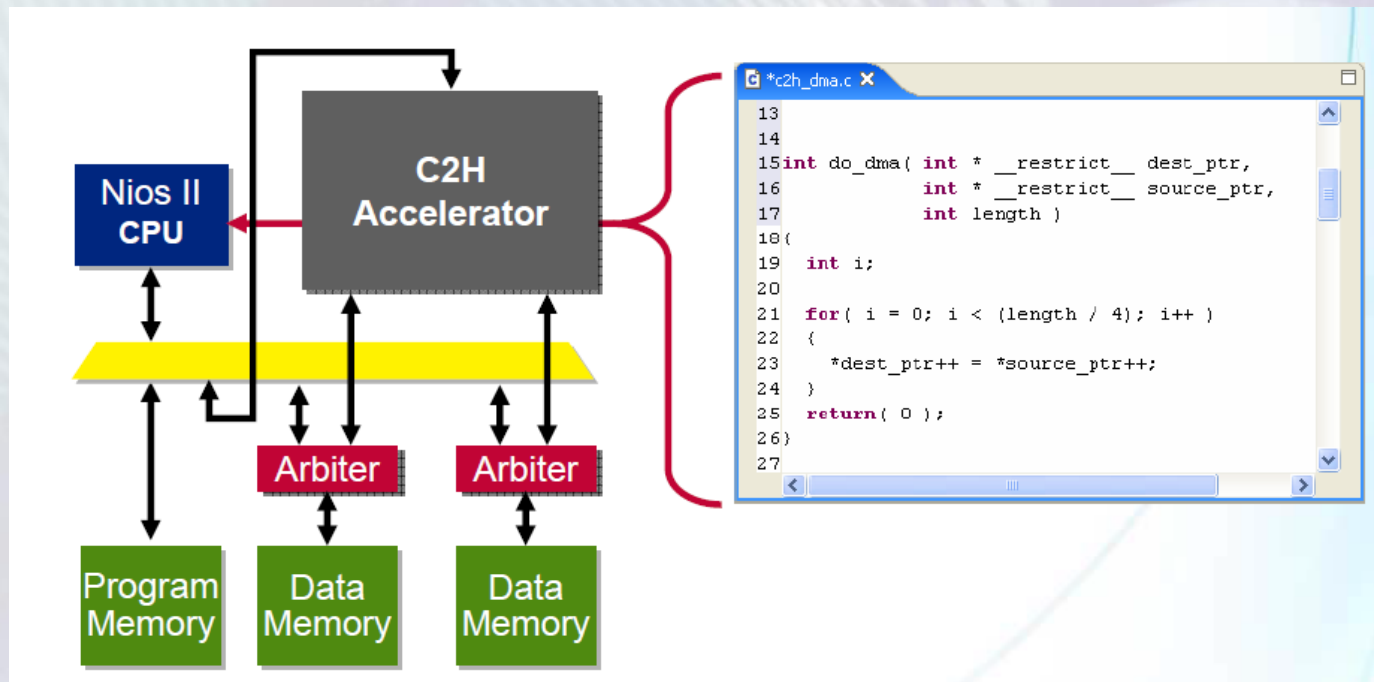 C2H
Accelerator
Nios II
CPU
Arbiter
Arbiter
Program
Memory
Data
Memory
Data
Memory
*c2h_dma.c
13
14
15int do_dma( int * __restrict__ dest_ptr,
16 int * __restrict__ source_ptr,
17 int length )
18{
19 int i;
20
21 for( i = 0; i < (length / 4); i++ )
22 {
23 *dest_ptr++ = *source_ptr++;
24 }
25 return( 0 );
26}
27